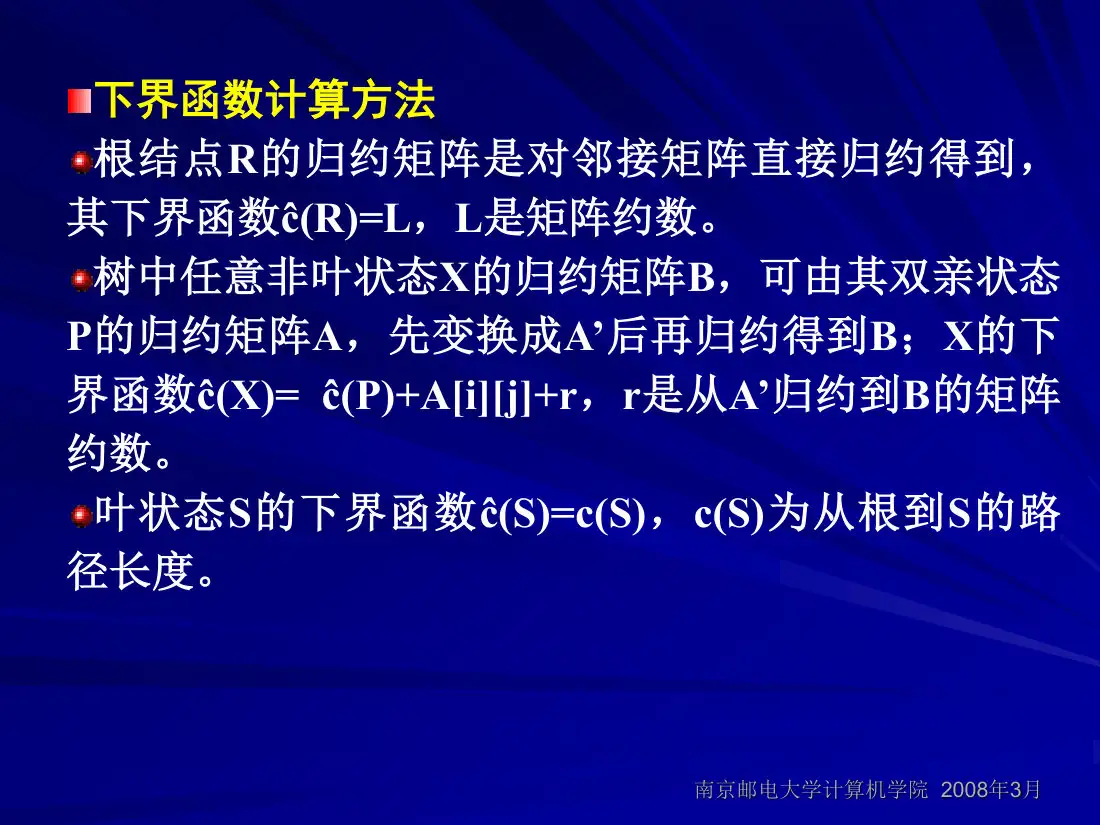 下界函数计算方法
根结点R的归约矩阵是对邻接矩阵直接归约得到，
其下界函数ĉ(R)=L，L是矩阵约数。
树中任意非叶状态X的归约矩阵B，可由其双亲状态
P的归约矩阵A，先变换成A’后再归约得到B；X的下
界函数ĉ(X)= ĉ(P)+A[i][j]+r，r是从A’归约到B的矩阵
约数。
叶状态S的下界函数ĉ(S)=c(S)，c(S)为从根到S的路
径长度。
南京邮电大学计算机学院 2008年3月